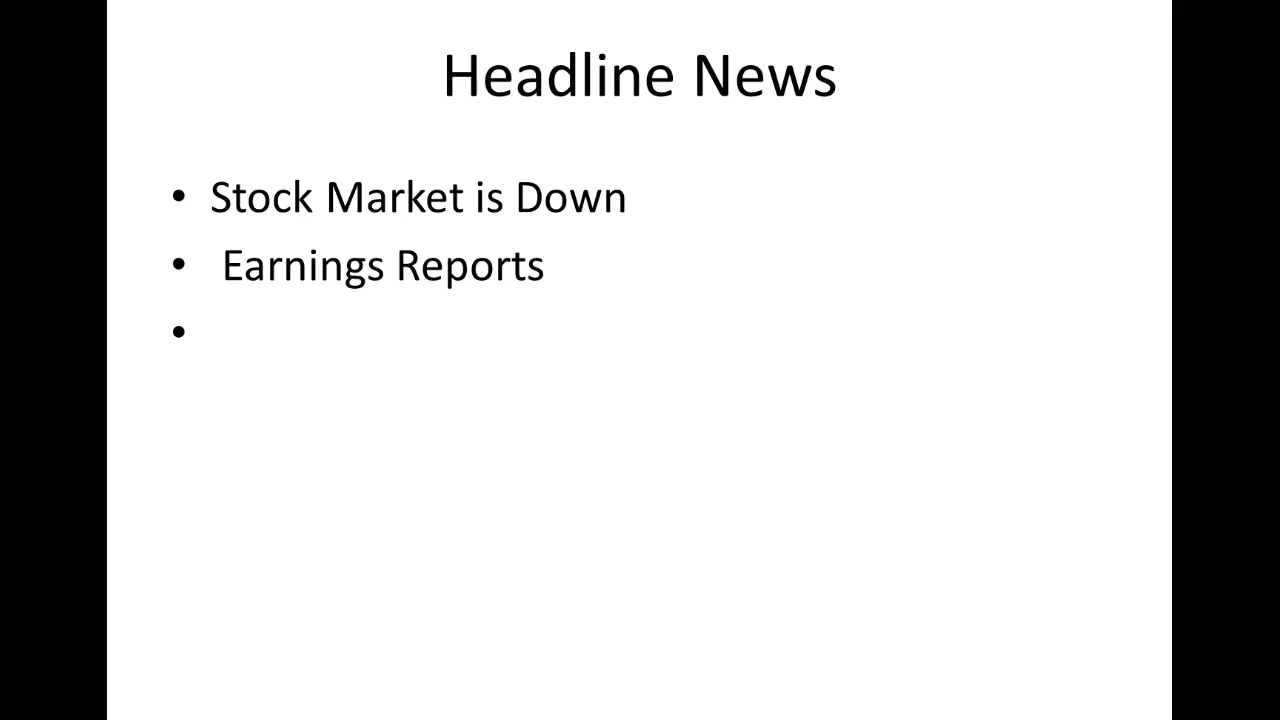 Headline News
• Stock Market is Down
• Earnings Reports
•